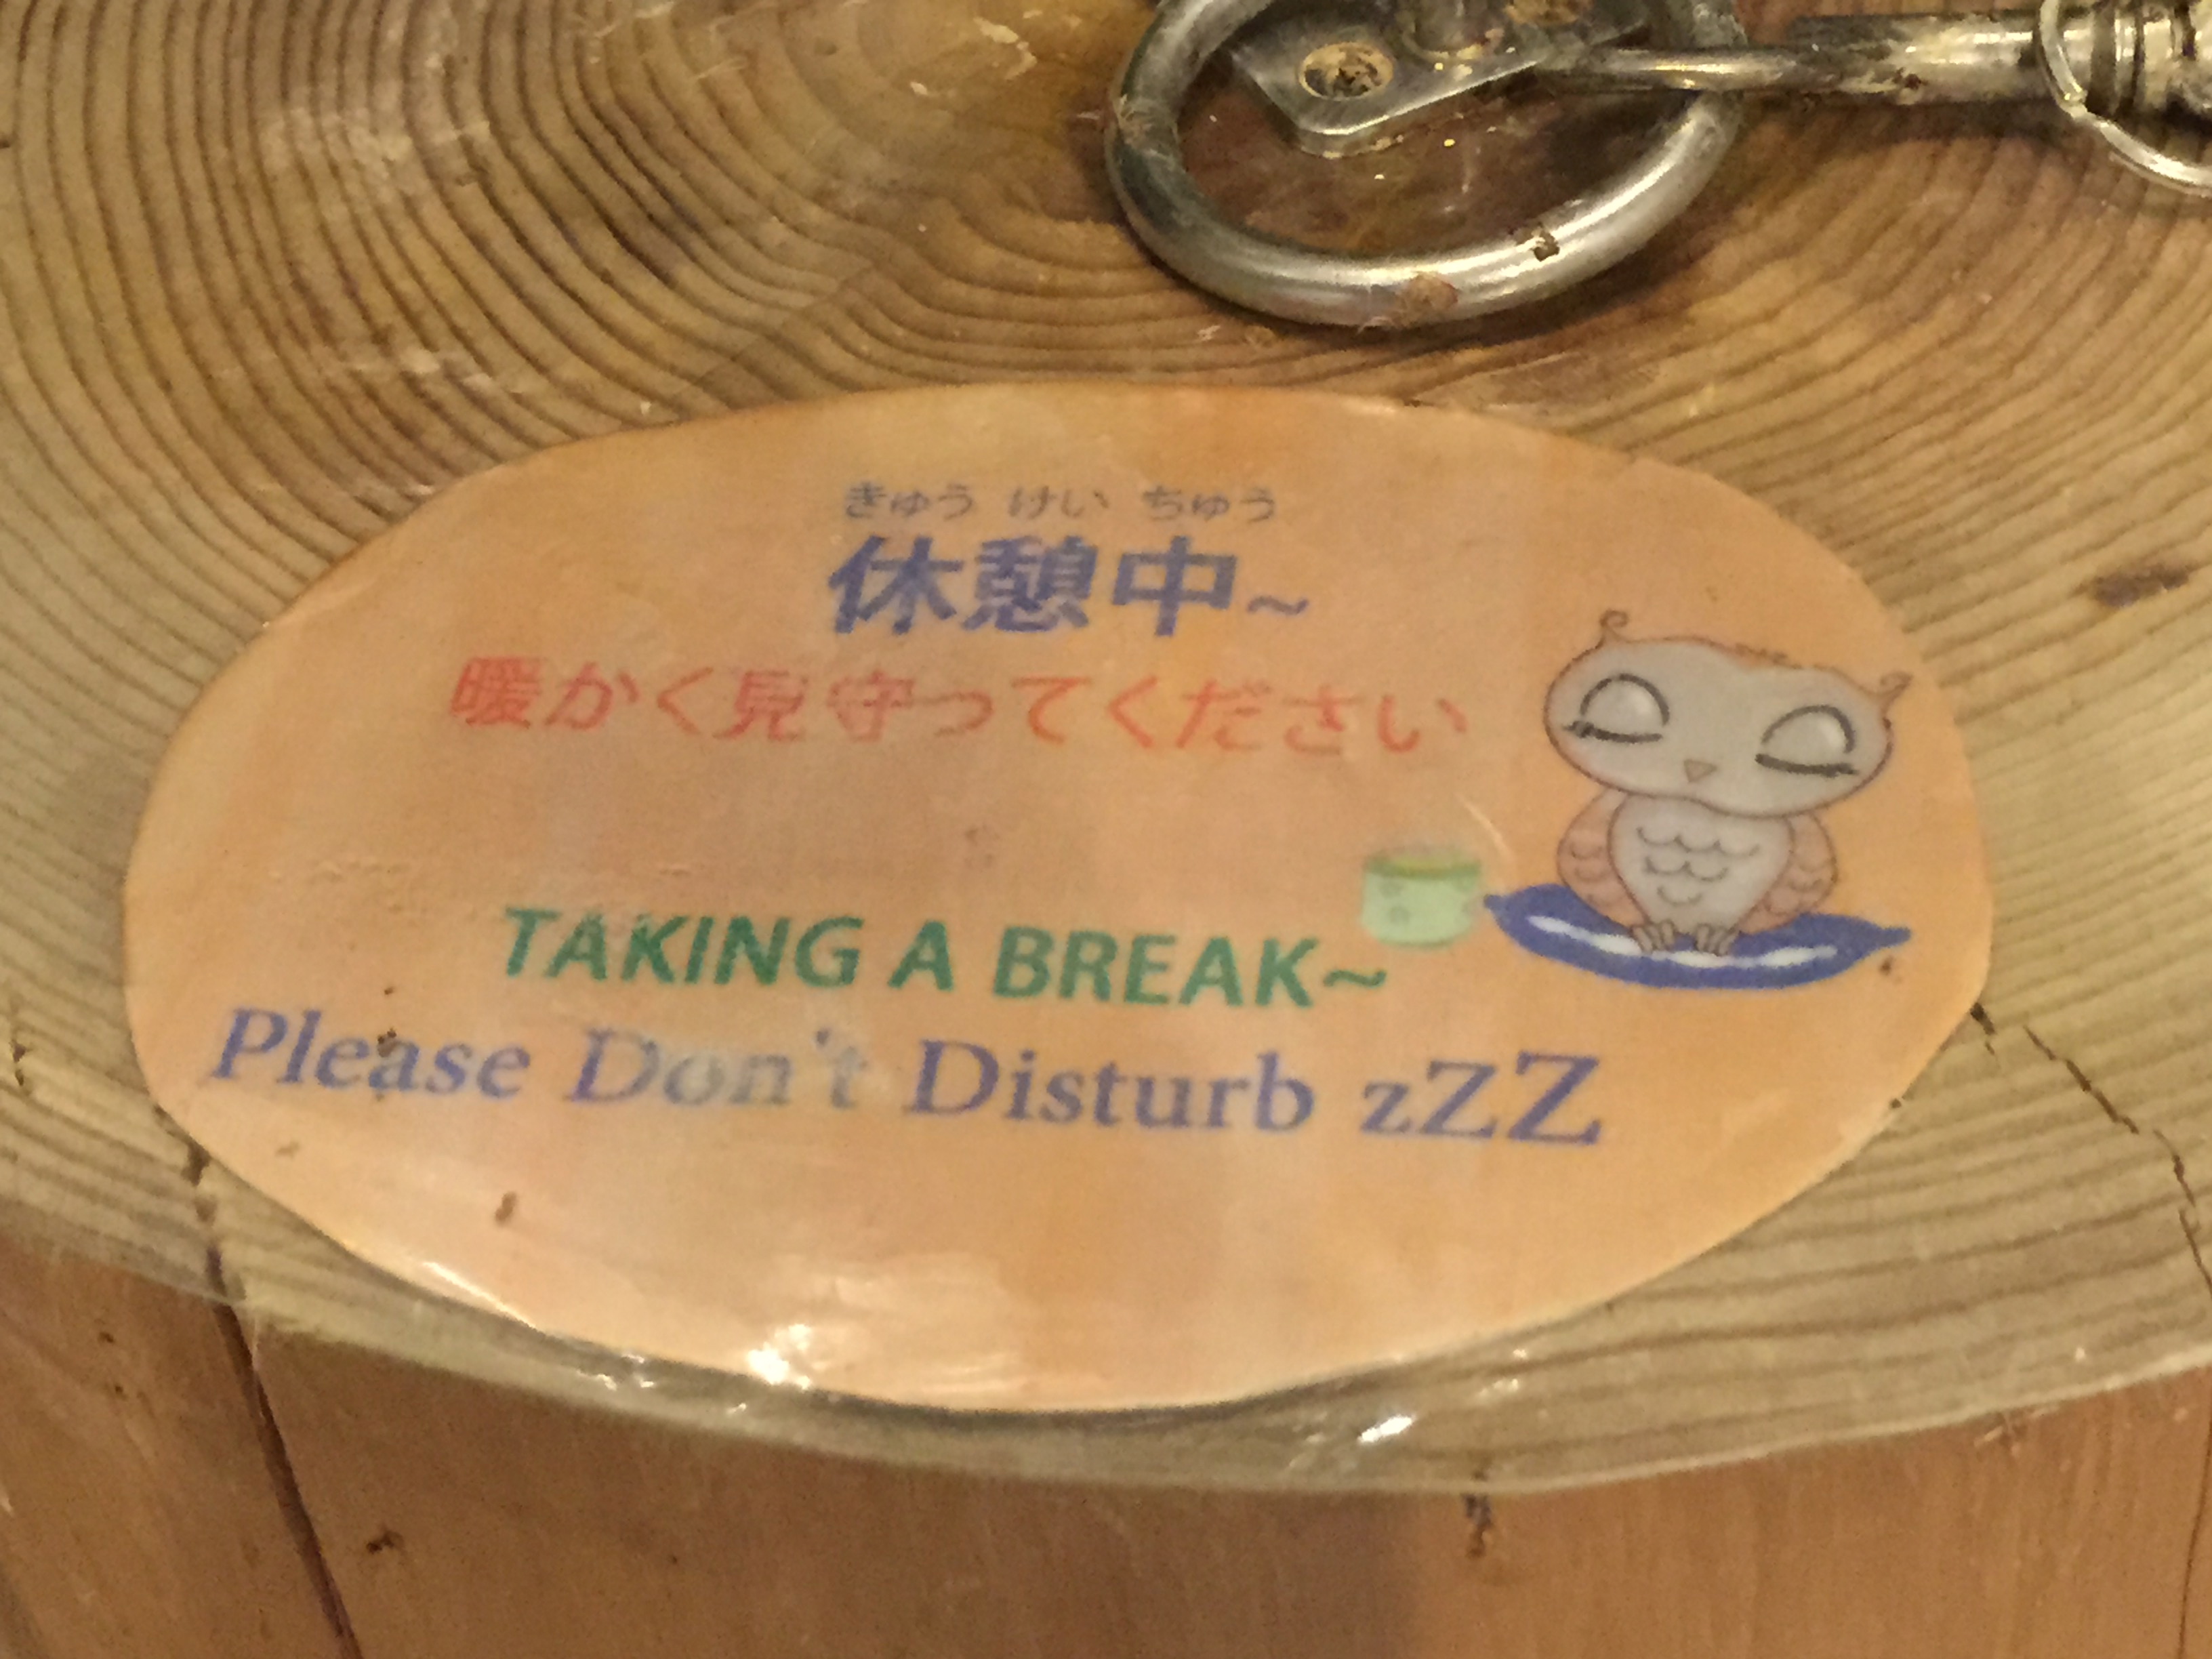 きゅう けい ちゅう
休憩中~
暖かく見守ってください
TAKING A BREAK~
Please Don't Disturb zZZ